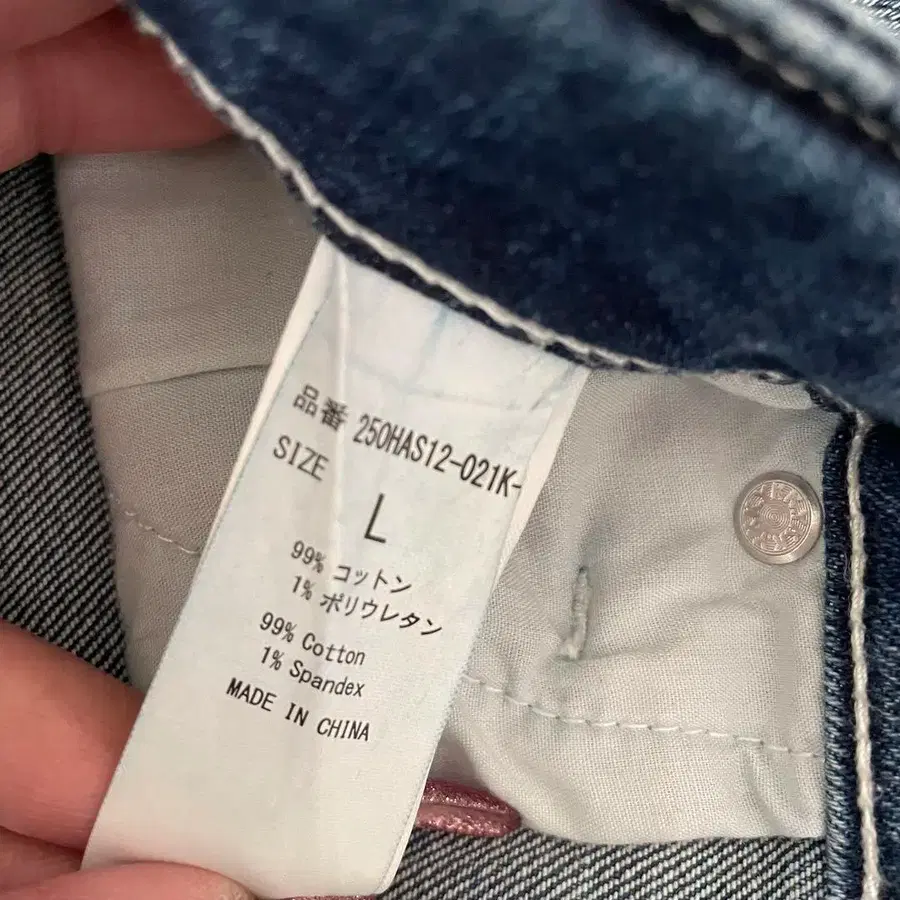 品番 250HAS12-021K-
SIZE
L
99% コットン
1% ポリウレタン
99% Cotton
1% Spandex
MADE IN CHINA